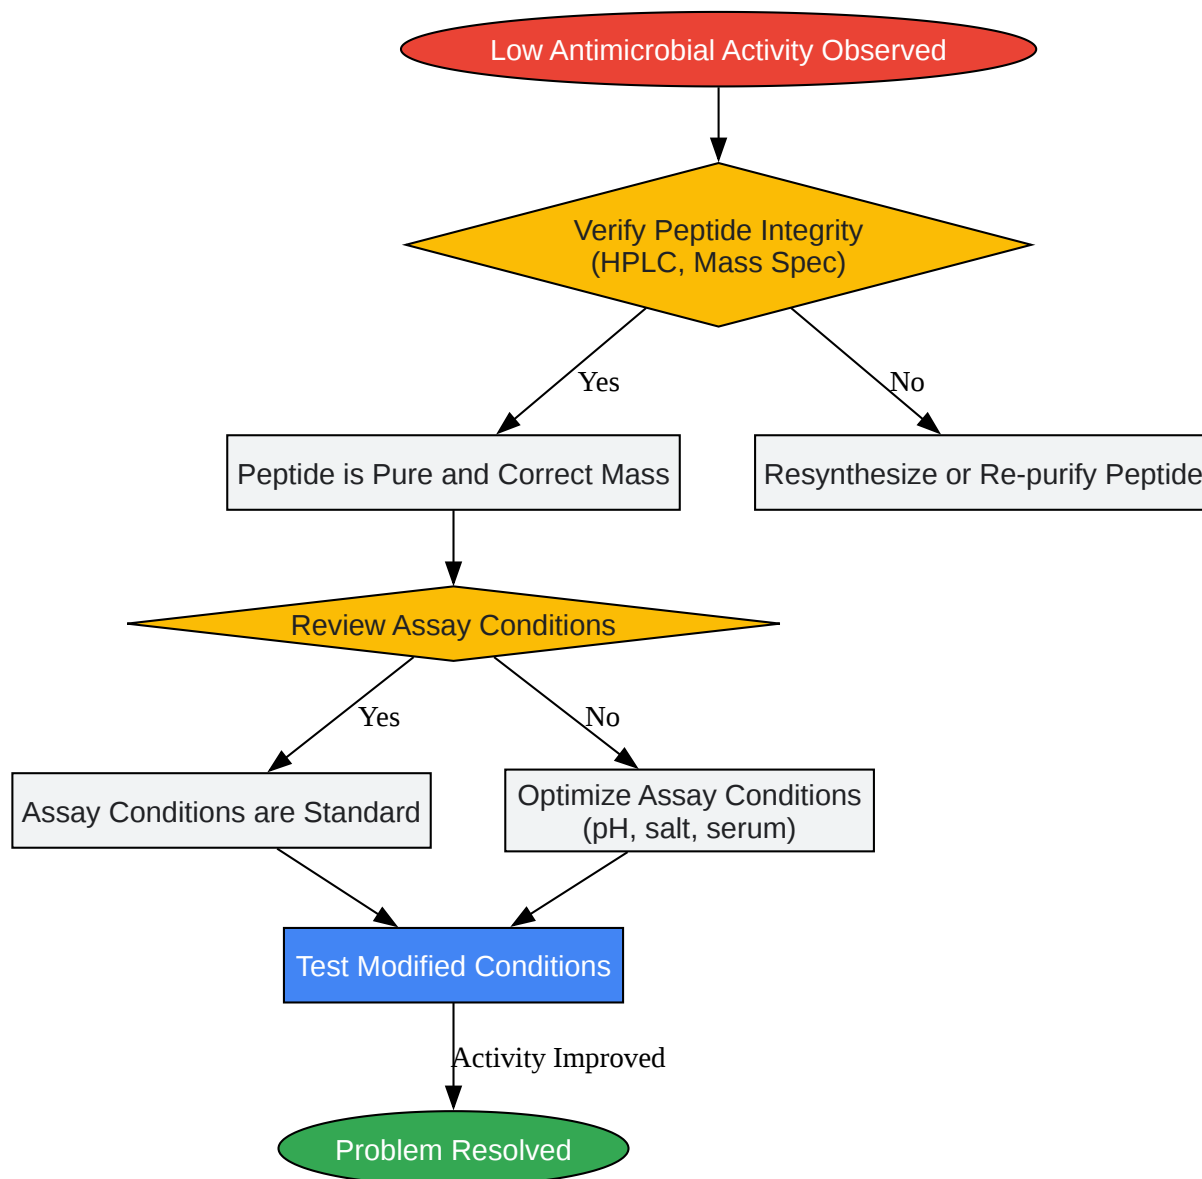 Low Antimicrobial Activity Observed
Verify Peptide Integrity
(HPLC, Mass Spec)
Yes
No
Peptide is Pure and Correct Mass
Resynthesize or Re-purify Peptide
Review Assay Conditions
Yes
No
Assay Conditions are Standard
Optimize Assay Conditions
(pH, salt, serum)
Test Modified Conditions
Activity Improved
Problem Resolved